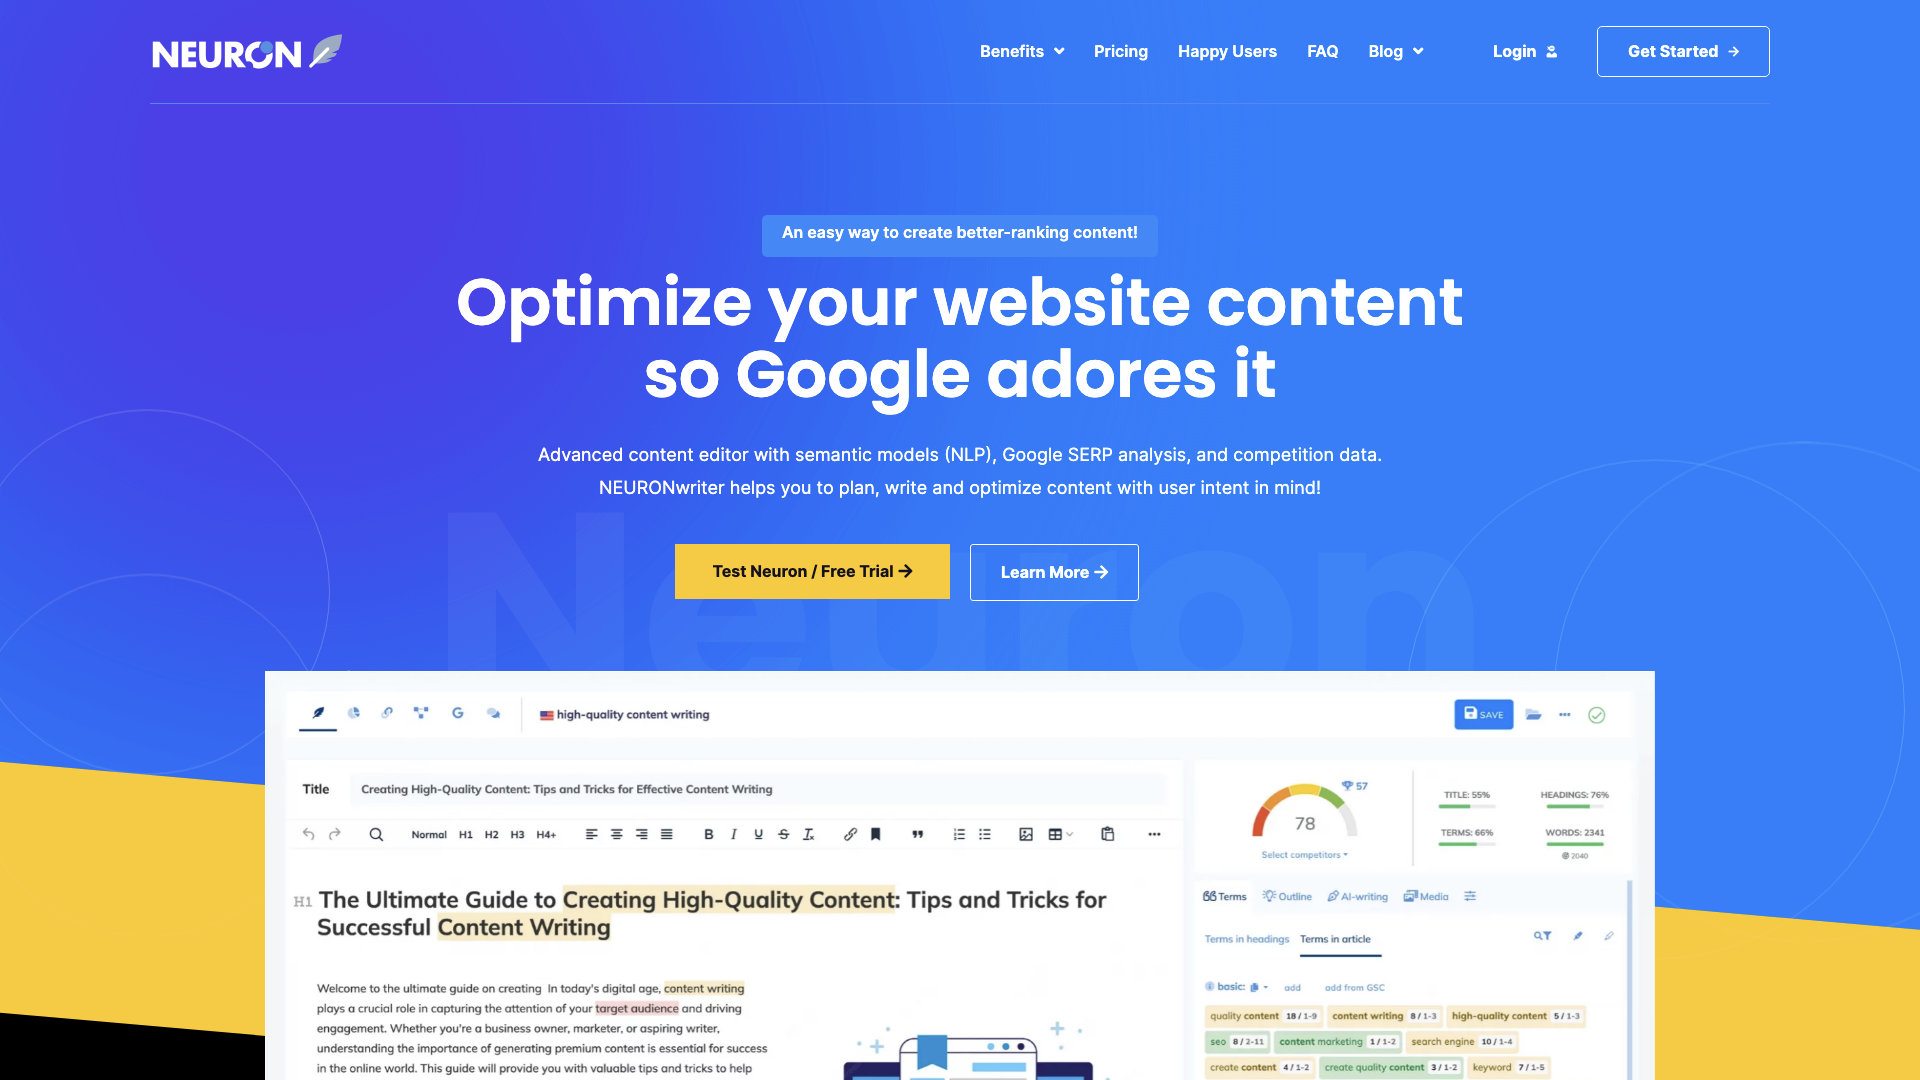 NEURON
Benefits
Pricing
Happy Users
FAQ
Blog
Login
Get Started
An easy way to create better-ranking content!
Optimize your website content
so Google adores it
Advanced content editor with semantic models (NLP), Google SERP analysis, and competition data.
NEURONwriter helps you to plan, write and optimize content with user intent in mind!
Neuron
Test Neuron / Free Trial
Learn More
high-quality content writing
SAVE
Title
Creating High-Quality Content: Tips and Tricks for Effective Content Writing
Normal H1 H2 H3 H4+
B I U S
H1 The Ultimate Guide to Creating High-Quality Content: Tips and Tricks for
Successful Content Writing
Welcome to the ultimate guide on creating In today's digital age, content writing
plays a crucial role in capturing the attention of your target audience and driving
engagement. Whether you're a business owner, marketer, or aspiring writer,
understanding the importance of generating premium content is essential for success
in the online world. This guide will provide you with valuable tips and tricks to help
57
78
Select competitors
TITLE: 55%
HEADINGS: 76%
TERMS: 66%
WORDS: 2341
2040
Terms
Outline
AI-writing
Media
Terms in headings
Terms in article
basic:
add
add from GSC
quality content 18 / 1-9
content writing 8 / 1-3
high-quality content 5 / 1-3
seo 8 / 2-11
content marketing 1 / 1-2
search engine 10 / 1-4
create content 4 / 1-2
create quality content 3 / 1-2
keyword 7 / 1-5